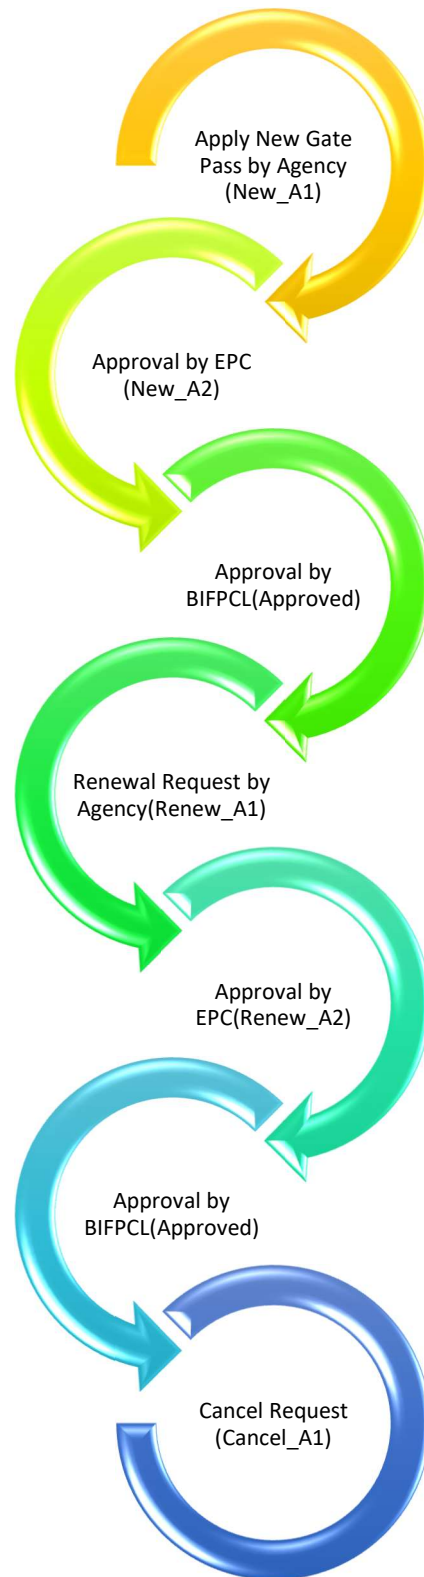 Apply New Gate
Pass by Agency
(New_A1)
Approval by EPC
(New_A2)
Approval by
BIFPCL(Approved)
Renewal Request by
Agency(Renew_A1)
Approval by
EPC(Renew_A2)
Approval by
BIFPCL(Approved)
Cancel Request
(Cancel_A1)